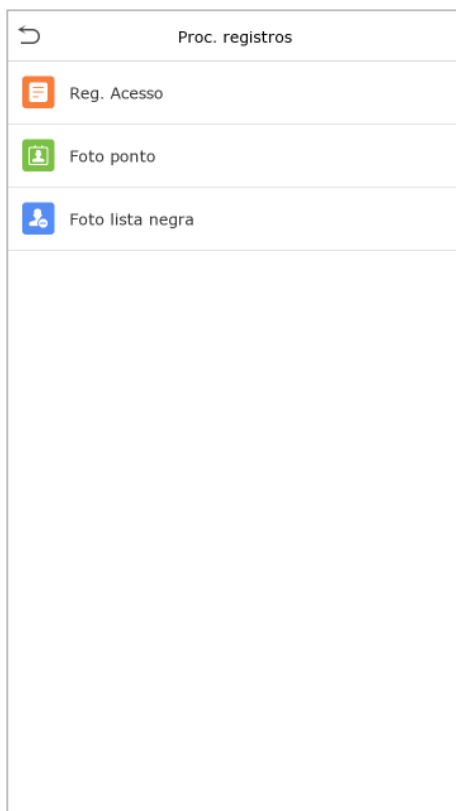 Proc. registros
Reg. Acesso
Foto ponto
Foto lista negra